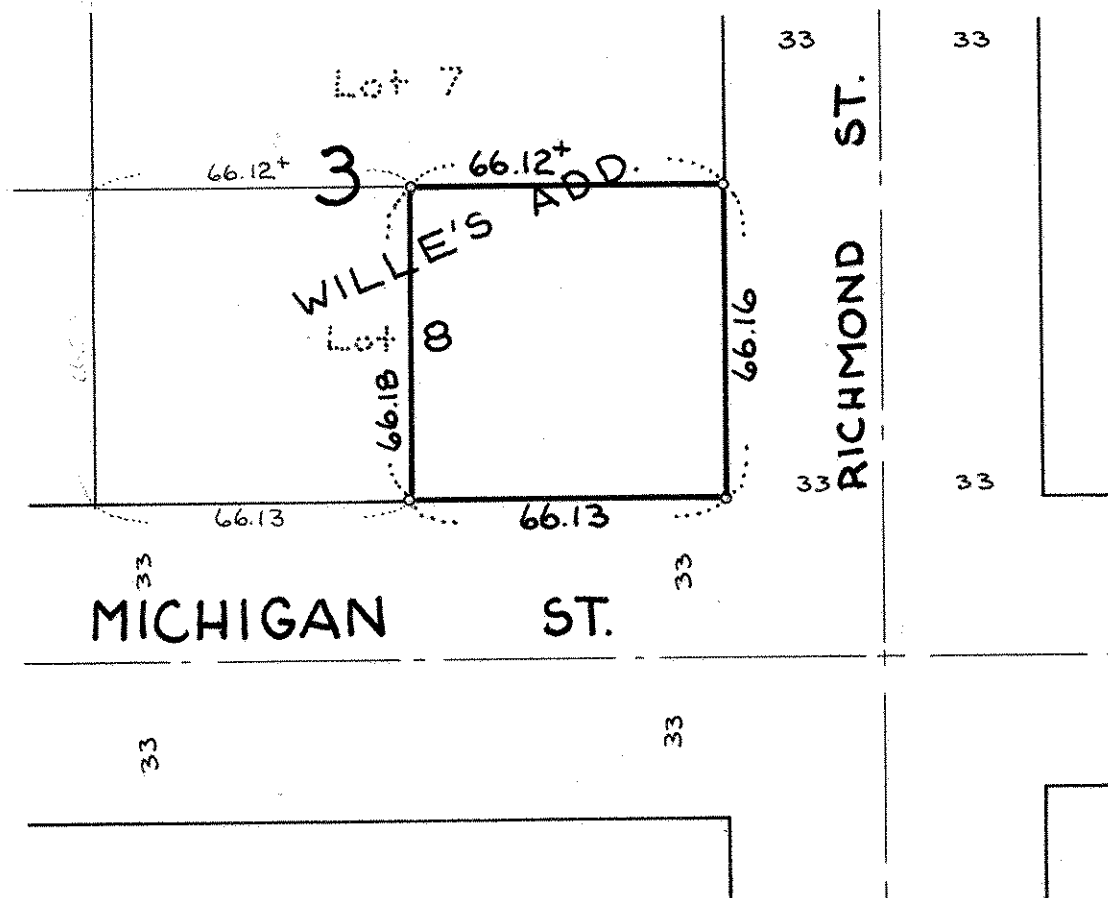 33 33
Lot 7
66.12+ 3 66.12+
WILLE'S ADD.
RICHMOND ST.
Lot 8
66.18
66.16
33 33
66.13 66.13
33 33
MICHIGAN ST.
33 33